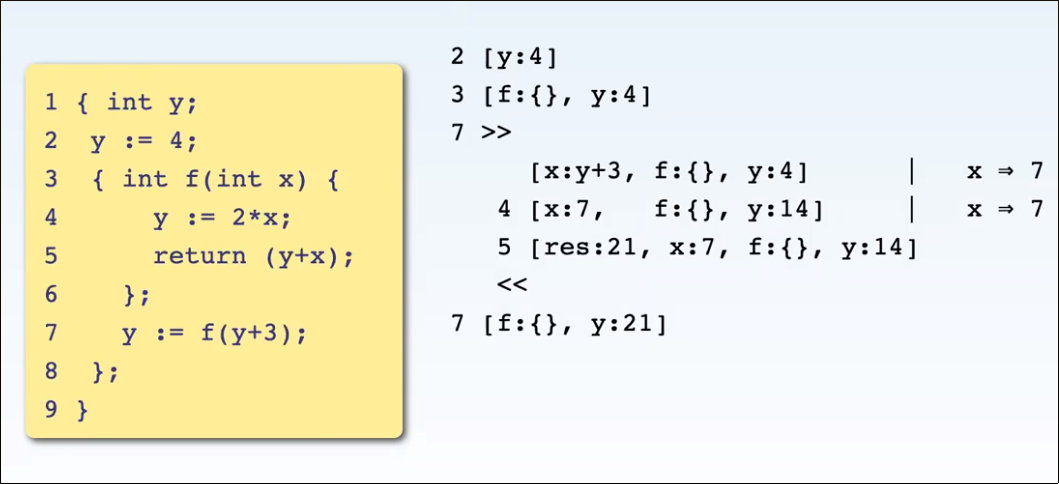 1 { int y;
2  y := 4;
3  { int f(int x) {
4      y := 2*x;
5      return (y+x);
6    };
7    y := f(y+3);
8  };
9 }
2 [y:4]
3 [f:{}, y:4]
7 >>
[x:y+3, f:{}, y:4] | x ⇒ 7
4 [x:7, f:{}, y:14] | x ⇒ 7
5 [res:21, x:7, f:{}, y:14]
<<
7 [f:{}, y:21]